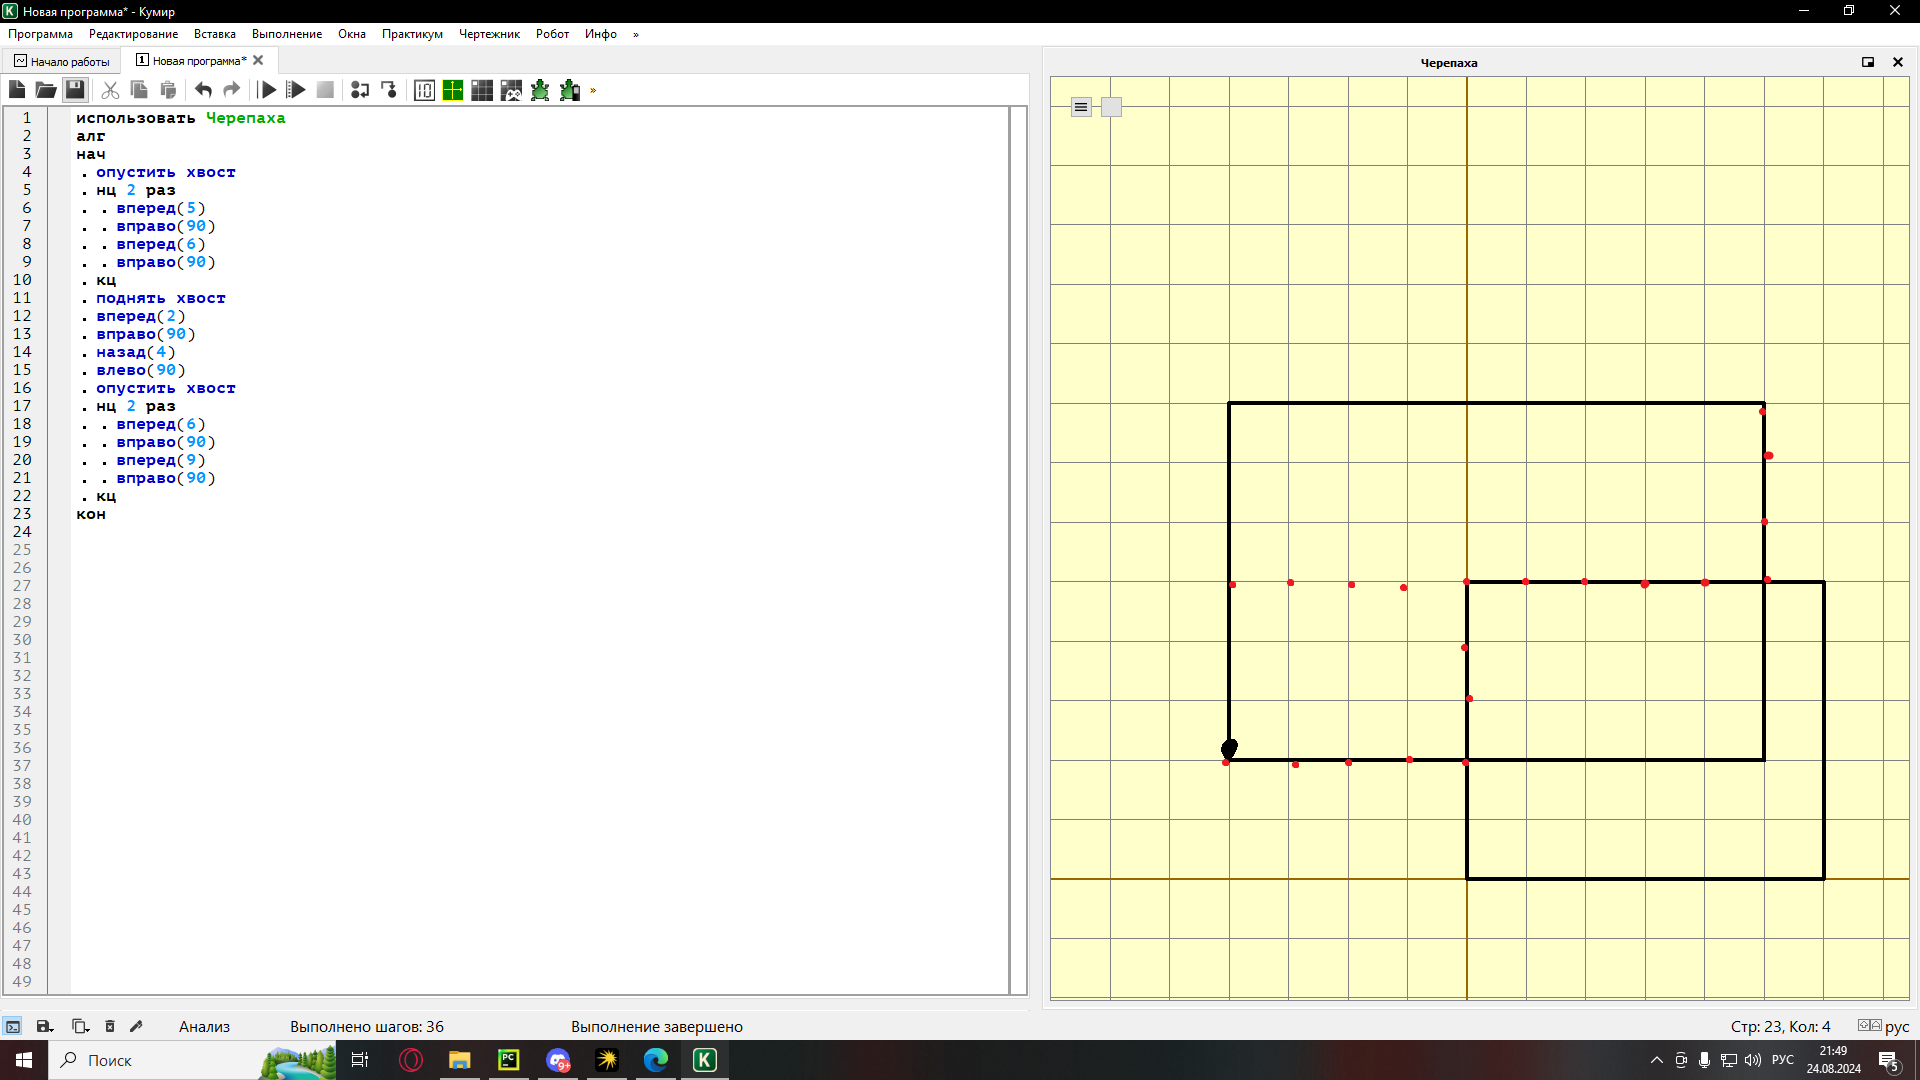 Новая программа* - Кумир
Программа Редактирование Вставка Выполнение Окна Практикум Чертежник Робот Инфо »
Начало работы
1 Новая программа*
Черепаха
»
1 использовать Черепаха
2 алг
3 нач
4 . опустить хвост
5 . нц 2 раз
6 . . вперед(5)
7 . . вправо(90)
8 . . вперед(6)
9 . . вправо(90)
10 . кц
11 . поднять хвост
12 . вперед(2)
13 . вправо(90)
14 . назад(4)
15 . влево(90)
16 . опустить хвост
17 . нц 2 раз
18 . . вперед(6)
19 . . вправо(90)
20 . . вперед(9)
21 . . вправо(90)
22 . кц
23 кон
24
25
26
27
28
29
30
31
32
33
34
35
36
37
38
39
40
41
42
43
44
45
46
47
48
49
Анализ Выполнено шагов: 36 Выполнение завершено Стр: 23, Кол: 4 рус
Поиск
PC
9+
K
РУС
21:49
24.08.2024
5